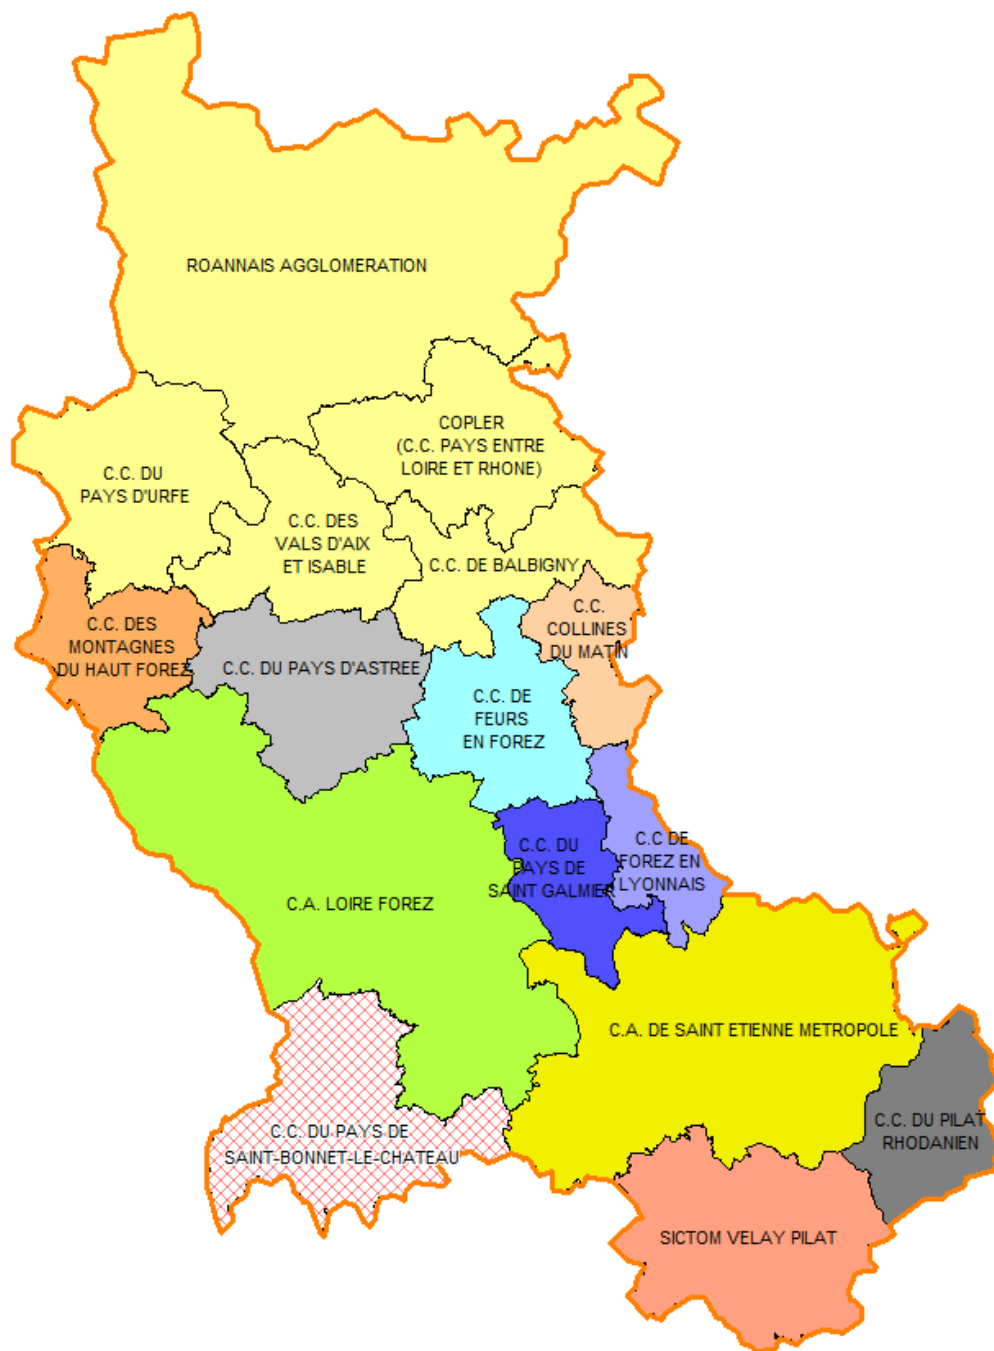 ROANNAIS AGGLOMERATION
COPLER
(C.C. PAYS ENTRE
LOIRE ET RHONE)
C.C. DU
PAYS D'URFE
C.C. DES
VALS D'AIX
ET ISABLE
C.C. DE BALBIGNY
C.C.
COLLINES
DU MATIN
C.C. DES
MONTAGNES
DU HAUT FOREZ
C.C. DU PAYS D'ASTREE
C.C. DE
FEURS
EN FOREZ
C.C. DU
PAYS DE
SAINT GALMIER
C.C DE
FOREZ EN
LYONNAIS
C.A. LOIRE FOREZ
C.A. DE SAINT ETIENNE METROPOLE
C.C. DU PILAT
RHODANIEN
C.C. DU PAYS DE
SAINT-BONNET-LE-CHATEAU
SICTOM VELAY PILAT